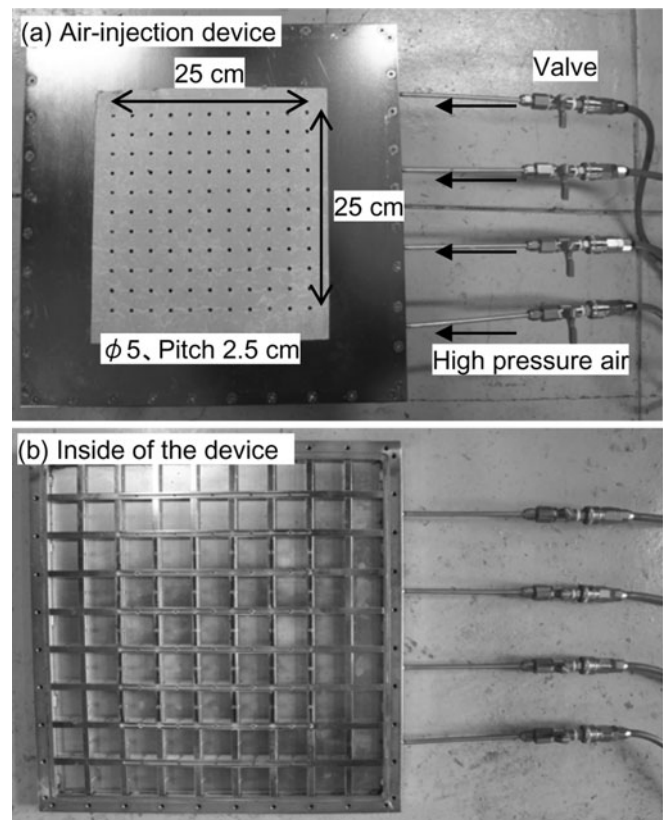 (a) Air-injection device
25 cm
Valve
25 cm
ϕ5、Pitch 2.5 cm
High pressure air
(b) Inside of the device